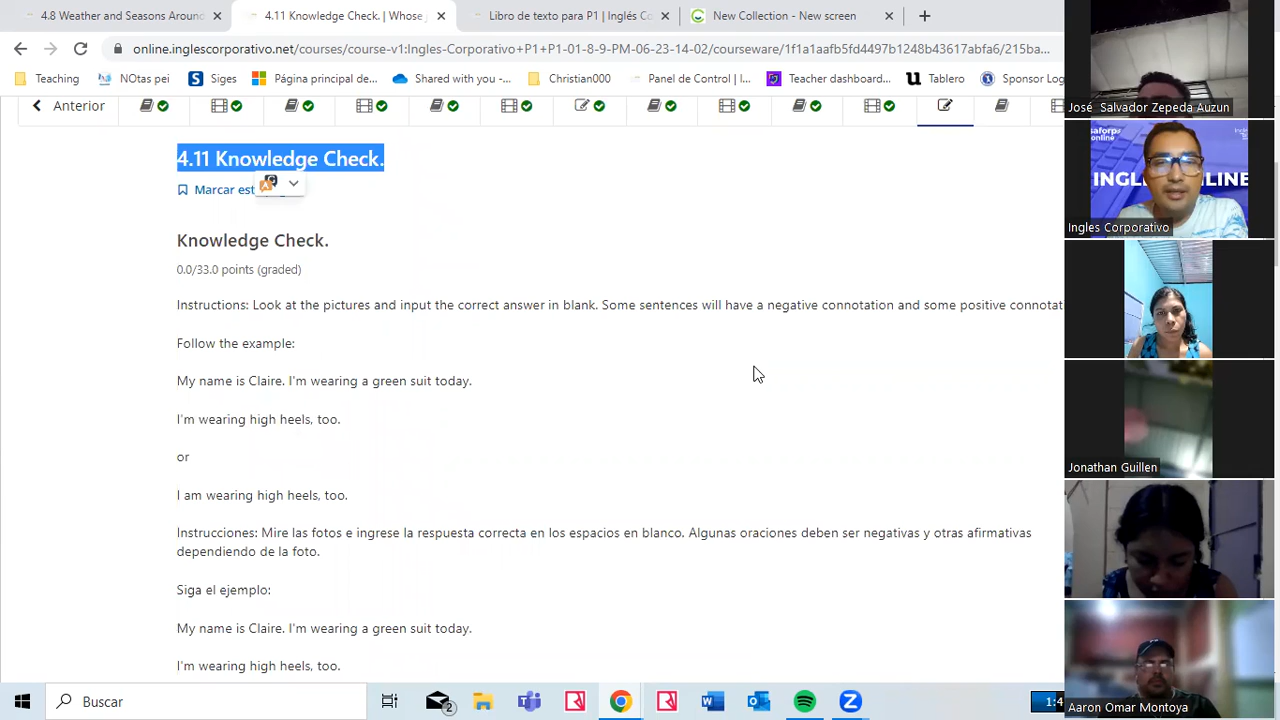 4.8 Weather and Seasons Around
4.11 Knowledge Check. | Whose
Libro de texto para P1 | Inglés Co
New Collection - New screen
online.inglescorporativo.net/courses/course-v1:Ingles-Corporativo+P1+P1-01-8-9-PM-06-23-14-02/courseware/1f1a1aafb5fd4497b1248b43617abfa6/215ba...
Teaching
NOtas pei
Siges
Página principal de...
Shared with you -...
Christian000
Panel de Control | I...
Teacher dashboard...
Tablero
Sponsor Log
Anterior
4.11 Knowledge Check.
Marcar est
Knowledge Check.
0.0/33.0 points (graded)
Instructions: Look at the pictures and input the correct answer in blank. Some sentences will have a negative connotation and some positive connotat
Follow the example:
My name is Claire. I'm wearing a green suit today.
I'm wearing high heels, too.
or
I am wearing high heels, too.
Instrucciones: Mire las fotos e ingrese la respuesta correcta en los espacios en blanco. Algunas oraciones deben ser negativas y otras afirmativas
dependiendo de la foto.
Siga el ejemplo:
My name is Claire. I'm wearing a green suit today.
I'm wearing high heels, too.
Buscar
2
1:4
José Salvador Zepeda Auzun
saforp
online
INGL
NLINE
Ingles Corporativo
Jonathan Guillen
Aaron Omar Montoya